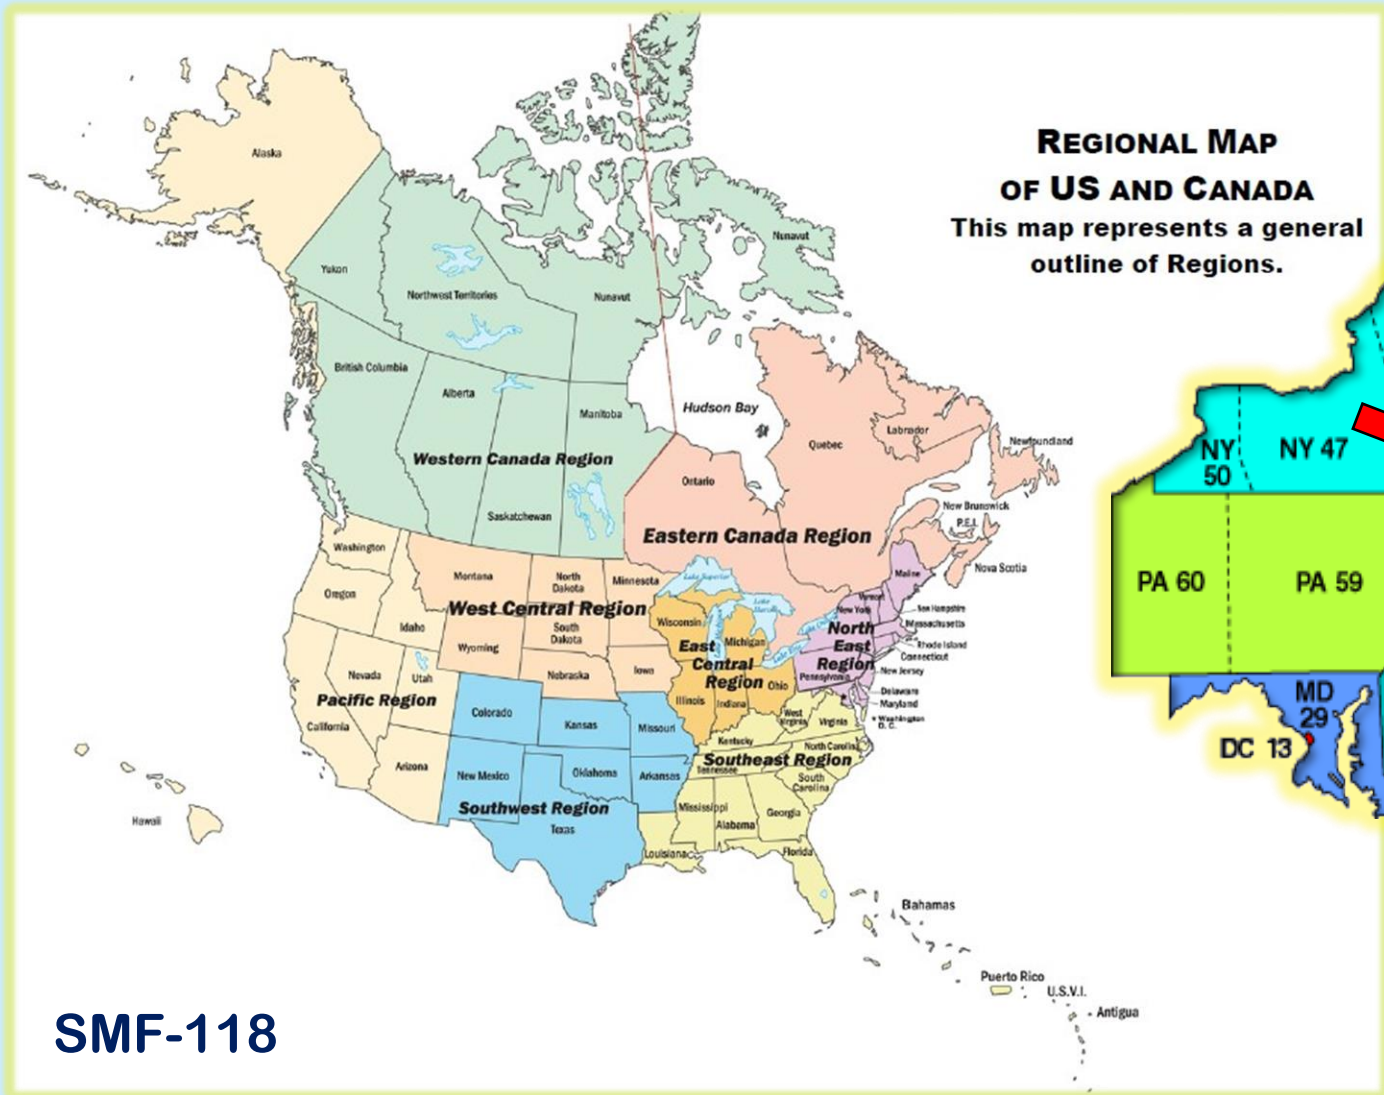 REGIONAL MAP
OF US AND CANADA
This map represents a general
outline of Regions.
Alaska
Yukon
Northwest Territories
Nunavut
Nunavut
British Columbia
Alberta
Manitoba
Saskatchewan
Western Canada Region
Hudson Bay
Quebec
Labrador
Newfoundland
Ontario
Eastern Canada Region
New Brunswick
P.E.I.
Nova Scotia
Washington
Oregon
Idaho
Nevada
Utah
California
Arizona
Pacific Region
Hawaii
Montana
North
Dakota
Minnesota
West Central Region
South
Dakota
Wyoming
Nebraska
Iowa
Lake Superior
Wisconsin
Michigan
East
Central
Region
Illinois
Indiana
Ohio
Maine
Vermont
New York
New Hampshire
Massachusetts
Rhode Island
Connecticut
North
East
Region
Pennsylvania
New Jersey
Delaware
Maryland
Washington
D. C.
Colorado
Kansas
Missouri
New Mexico
Oklahoma
Arkansas
Southwest Region
Texas
West
Virginia
Virginia
Kentucky
North Carolina
Southeast Region
Tennessee
South
Carolina
Mississippi
Alabama
Georgia
Louisiana
Florida
Bahamas
Puerto Rico
U.S.V.I.
Antigua
NY
50
NY 47
PA 60
PA 59
MD
29
DC 13
SMF-118